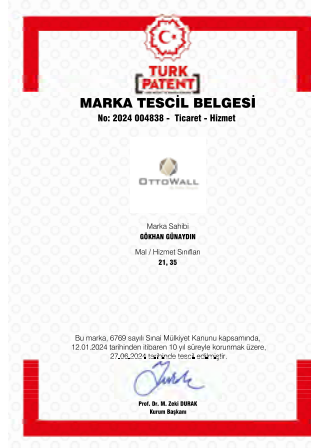 TURK
PATENT
MARKA TESCİL BELGESİ
No: 2024 004838 - Ticaret - Hizmet
OTTOWALL
Marka Sahibi
GÖKHAN GÜNAYDIN
Mal / Hizmet Sınıfları
21, 35
Bu marka, 6769 sayılı Sınai Mülkiyet Kanunu kapsamında,
12.01.2024 tarihinden itibaren 10 yıl süreyle korunmak üzere,
27.06.2024 tarihinde tescil edilmiştir.
Prof. Dr. M. Zeki DURAK
Kurum Başkanı